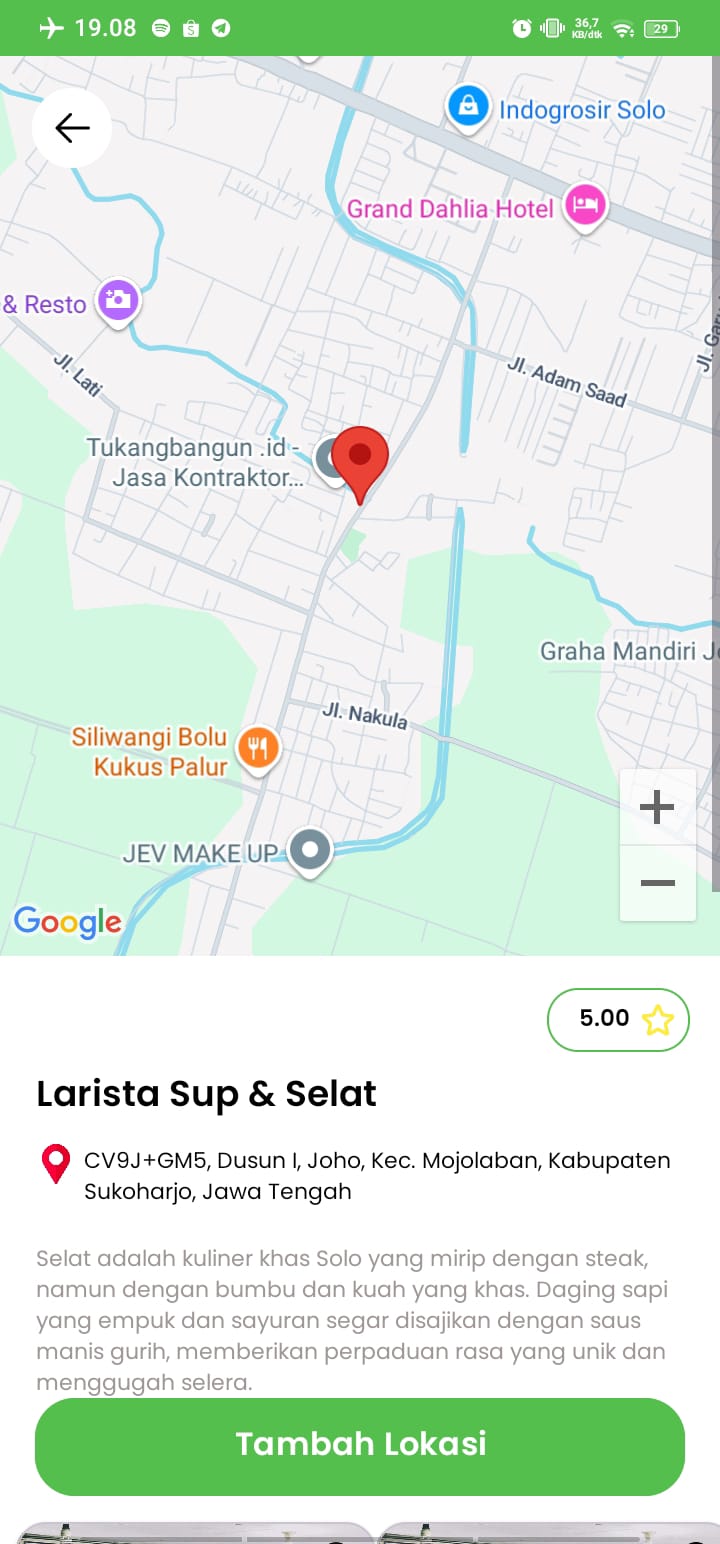 19.08
36,7
KB/dtk
29
Indogrosir Solo
Grand Dahlia Hotel
& Resto
Jl. Lati
Jl. Adam Saad
Tukangbangun .id -
Jasa Kontraktor...
Graha Mandiri
Jl. Nakula
Siliwangi Bolu
Kukus Palur
JEV MAKE UP
Google
5.00
Larista Sup & Selat
CV9J+GM5, Dusun I, Joho, Kec. Mojolaban, Kabupaten
Sukoharjo, Jawa Tengah
Selat adalah kuliner khas Solo yang mirip dengan steak,
namun dengan bumbu dan kuah yang khas. Daging sapi
yang empuk dan sayuran segar disajikan dengan saus
manis gurih, memberikan perpaduan rasa yang unik dan
menggugah selera.
Tambah Lokasi